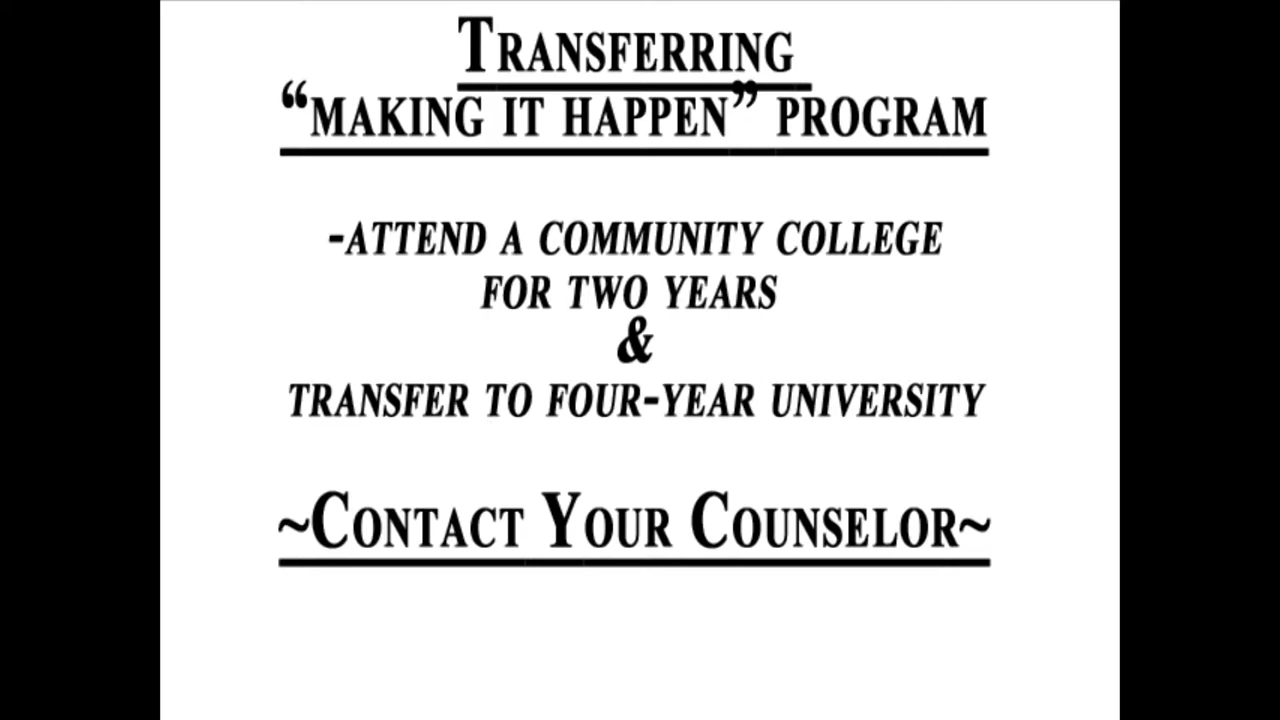 TRANSFERRING
“MAKING IT HAPPEN” PROGRAM
-ATTEND A COMMUNITY COLLEGE
FOR TWO YEARS
&
TRANSFER TO FOUR-YEAR UNIVERSITY
~CONTACT YOUR COUNSELOR~